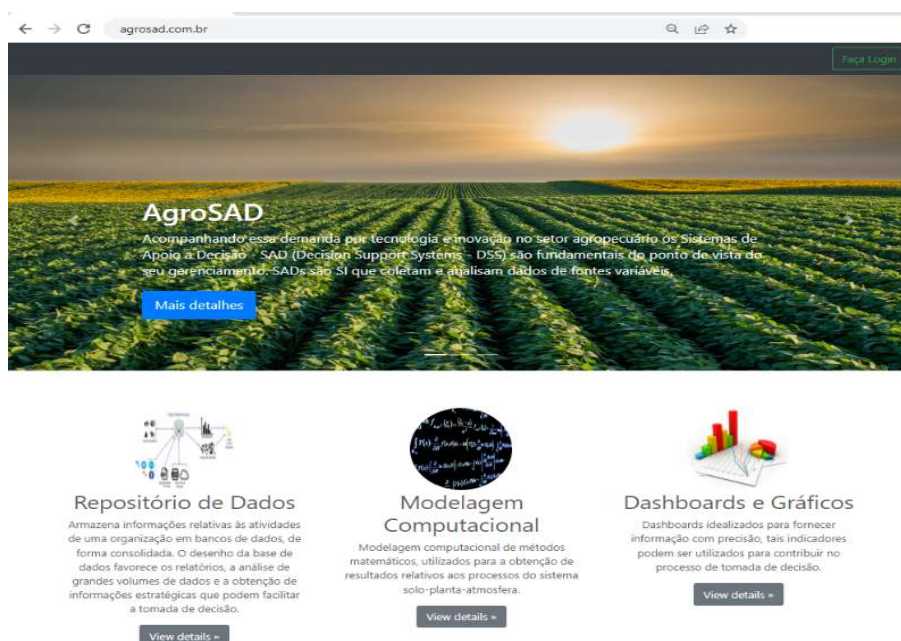 agrosad.com.br
Faça Login
AgroSAD
Acompanhando essa demanda por tecnologia e inovação no setor agropecuário os Sistemas de
Apoio a Decisão - SAD (Decision Support Systems - DSS) são fundamentais do ponto de vista do
seu gerenciamento. SADs são SI que coletam e analisam dados de fontes variáveis,
Mais detalhes
Repositório de Dados
Armazena informações relativas às atividades
de uma organização em bancos de dados, de
forma consolidada. O desenho da base de
dados favorece os relatórios, a análise de
grandes volumes de dados e a obtenção de
informações estratégicas que podem facilitar
a tomada de decisão.
View details »
Modelagem
Computacional
Modelagem computacional de métodos
matemáticos, utilizados para a obtenção de
resultados relativos aos processos do sistema
solo-planta-atmosfera.
View details »
Dashboards e Gráficos
Dashboards idealizados para fornecer
informação com precisão, tais indicadores
podem ser utilizados para contribuir no
processo de tomada de decisão.
View details »